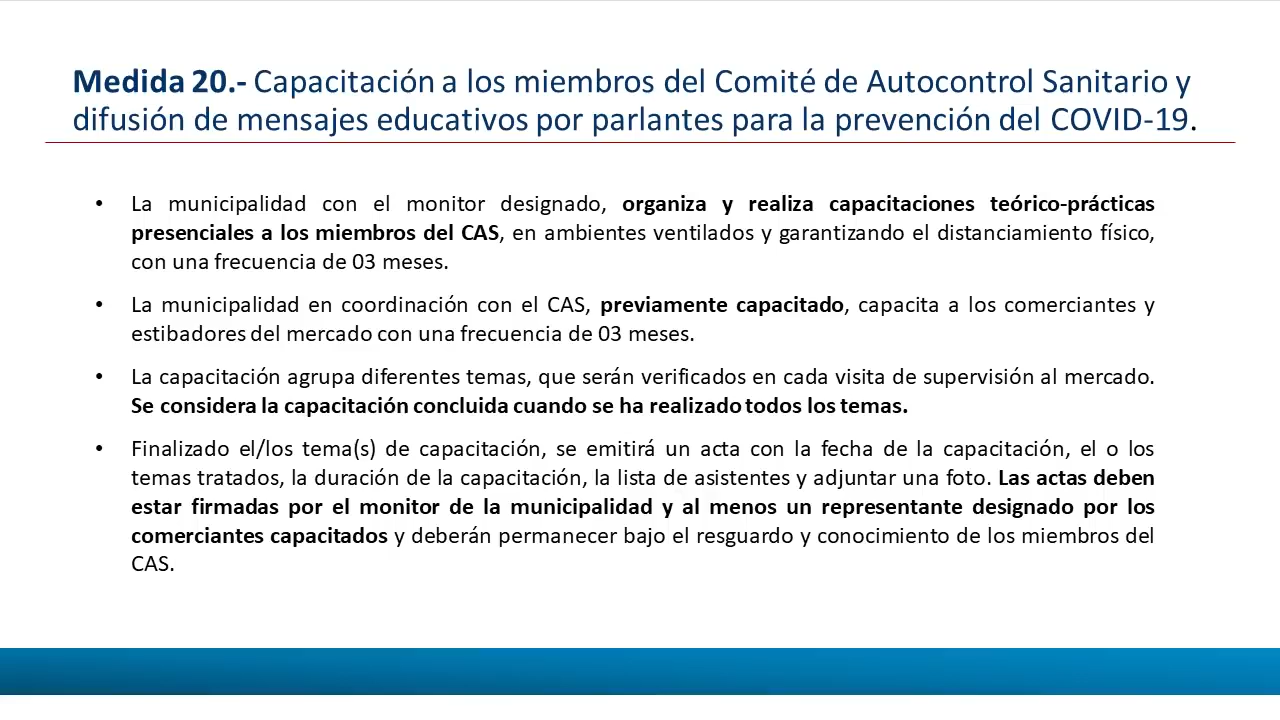 Medida 20.- Capacitación a los miembros del Comité de Autocontrol Sanitario y
difusión de mensajes educativos por parlantes para la prevención del COVID-19.
• La municipalidad con el monitor designado, organiza y realiza capacitaciones teórico-prácticas
presenciales a los miembros del CAS, en ambientes ventilados y garantizando el distanciamiento físico,
con una frecuencia de 03 meses.
• La municipalidad en coordinación con el CAS, previamente capacitado, capacita a los comerciantes y
estibadores del mercado con una frecuencia de 03 meses.
• La capacitación agrupa diferentes temas, que serán verificados en cada visita de supervisión al mercado.
Se considera la capacitación concluida cuando se ha realizado todos los temas.
• Finalizado el/los tema(s) de capacitación, se emitirá un acta con la fecha de la capacitación, el o los
temas tratados, la duración de la capacitación, la lista de asistentes y adjuntar una foto. Las actas deben
estar firmadas por el monitor de la municipalidad y al menos un representante designado por los
comerciantes capacitados y deberán permanecer bajo el resguardo y conocimiento de los miembros del
CAS.